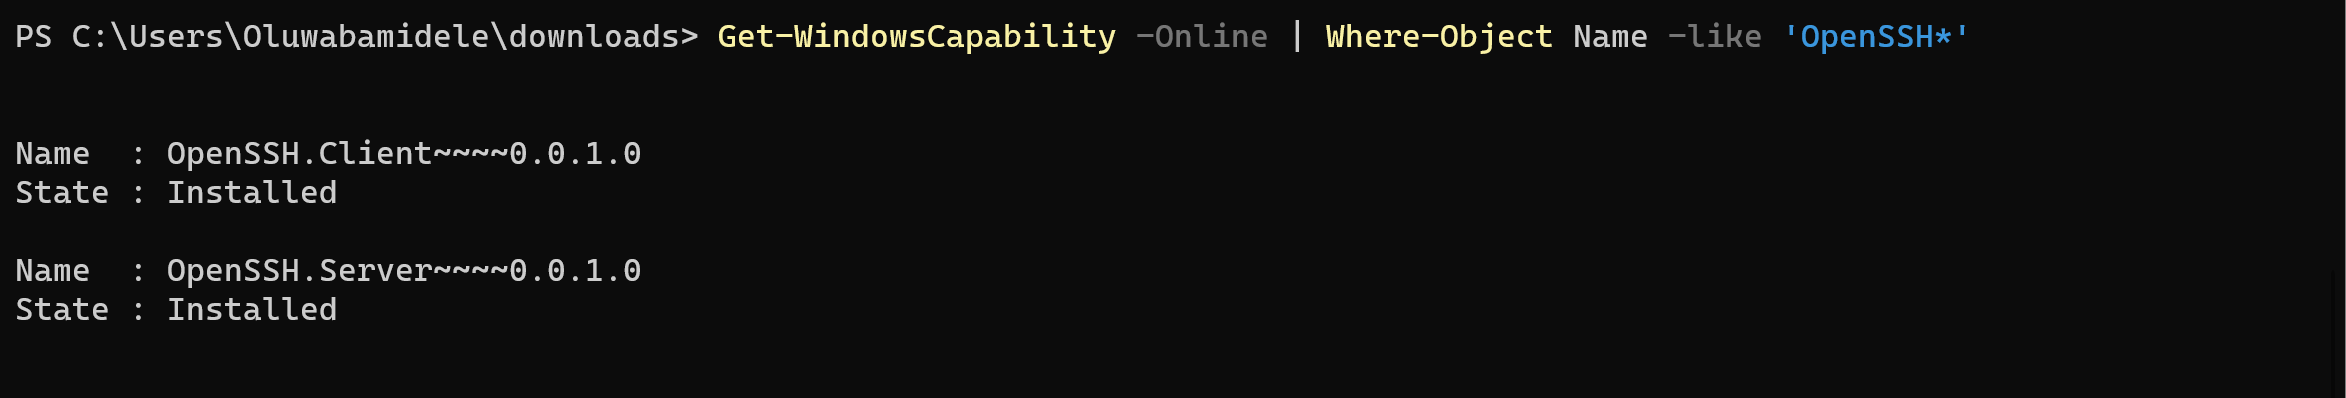 PS C:\Users\Oluwabamidele\downloads> Get-WindowsCapability -Online | Where-Object Name -like 'OpenSSH*'
Name  : OpenSSH.Client~~~~0.0.1.0
State : Installed
Name  : OpenSSH.Server~~~~0.0.1.0
State : Installed